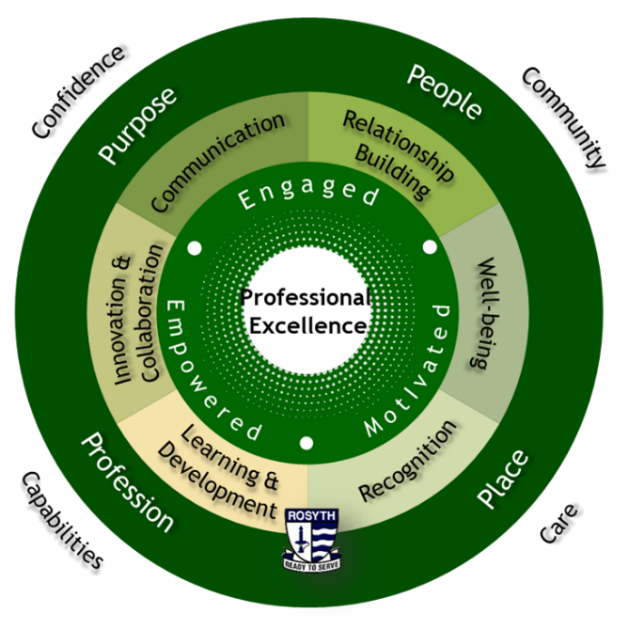 Confidence
Community
Purpose
People
Communication
Relationship
Building
Engaged
Innovation &
Collaboration
Professional
Excellence
Well-being
Empowered
Motivated
Learning &
Development
Recognition
Profession
Place
Capabilities
Care
ROSYTH
READY TO SERVE